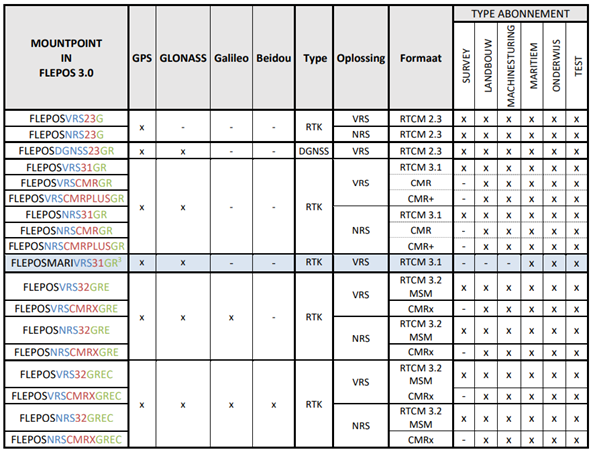 TYPE ABONNEMENT
MOUNTPOINT IN FLEPOS 3.0 GPS GLONASS Galileo Beidou Type Oplossing Formaat SURVEY LANDBOUW MACHINESTURING MARITIEM ONDERWIJS TEST
FLEPOSVRS23G x - - - RTK VRS RTCM 2.3 x x x x x x
FLEPOSNRS23G NRS RTCM 2.3 x x x x x x
FLEPOSDGNSS23GR x x - - DGNSS VRS RTCM 2.3 x x x x x x
FLEPOSVRS31GR x x - - RTK VRS RTCM 3.1 x x x x x x
FLEPOSVRSCMRGR CMR - x x x x x
FLEPOSVRSCMRPLUSGR CMR+ - x x x x x
FLEPOSNRS31GR NRS RTCM 3.1 x x x x x x
FLEPOSNRSCMRGR CMR - x x x x x
FLEPOSNRSCMRPLUSGR CMR+ - x x x x x
FLEPOSMARIVRS31GR³ x x - - RTK VRS RTCM 3.1 - - - x x x
FLEPOSVRS32GRE x x x - RTK VRS RTCM 3.2 MSM x x x x x x
FLEPOSVRSCMRXGRE CMRx - x x x x x
FLEPOSNRS32GRE NRS RTCM 3.2 MSM x x x x x x
FLEPOSNRSCMRXGRE CMRx - x x x x x
FLEPOSVRS32GREC x x x x RTK VRS RTCM 3.2 MSM x x x x x x
FLEPOSVRSCMRXGREC CMRx - x x x x x
FLEPOSNRS32GREC NRS RTCM 3.2 MSM x x x x x x
FLEPOSNRSCMRXGREC CMRx - x x x x x